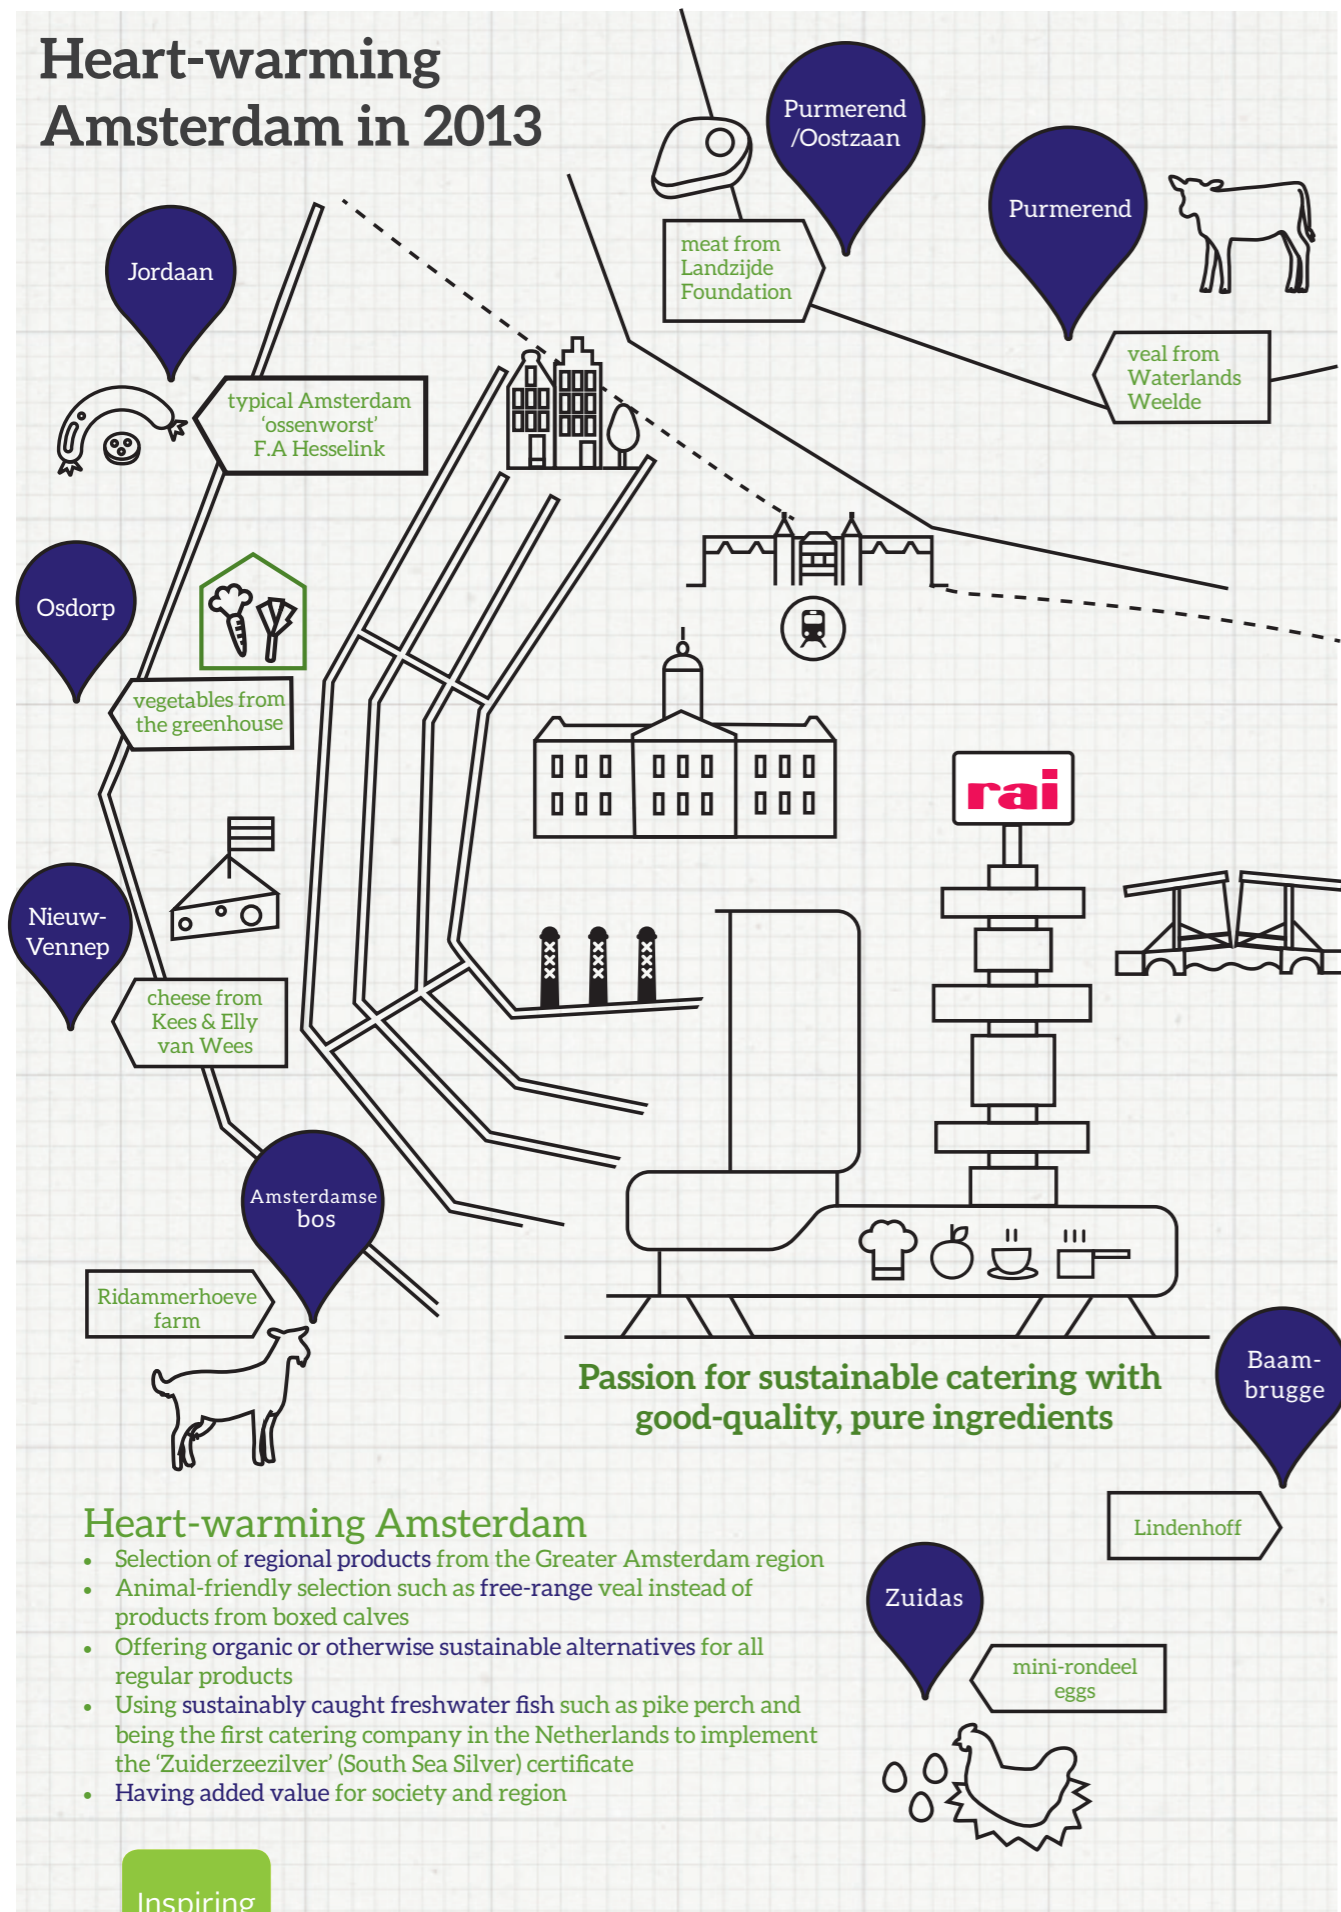 Heart-warming
Amsterdam in 2013
Purmerend
/Oostzaan
Purmerend
meat from
Landzijde
Foundation
veal from
Waterlands
Weelde
Jordaan
typical Amsterdam
‘ossenworst’
F.A Hesselink
Osdorp
vegetables from
the greenhouse
rai
Nieuw-
Vennep
cheese from
Kees & Elly
van Wees
Amsterdamse
bos
Ridammerhoeve
farm
Passion for sustainable catering with
good-quality, pure ingredients
Baam-
brugge
Lindenhoff
Heart-warming Amsterdam
• Selection of regional products from the Greater Amsterdam region
• Animal-friendly selection such as free-range veal instead of
products from boxed calves
• Offering organic or otherwise sustainable alternatives for all
regular products
• Using sustainably caught freshwater fish such as pike perch and
being the first catering company in the Netherlands to implement
the ‘Zuiderzeezilver’ (South Sea Silver) certificate
• Having added value for society and region
Zuidas
mini-rondeel
eggs
Inspiring